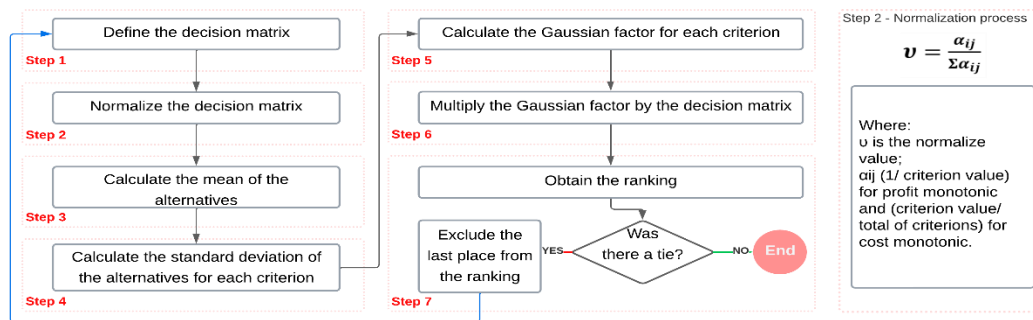 Define the decision matrix
Step 1
Normalize the decision matrix
Step 2
Calculate the mean of the
alternatives
Step 3
Calculate the standard deviation of
the alternatives for each criterion
Step 4
Calculate the Gaussian factor for each criterion
Step 5
Multiply the Gaussian factor by the decision matrix
Step 6
Obtain the ranking
Was
there a tie?
YES
NO
End
Exclude the
last place from
the ranking
Step 7
Step 2 - Normalization process
υ = αij / Σαij
Where:
υ is the normalize
value;
αij (1/ criterion value)
for profit monotonic
and (criterion value/
total of criterions) for
cost monotonic.